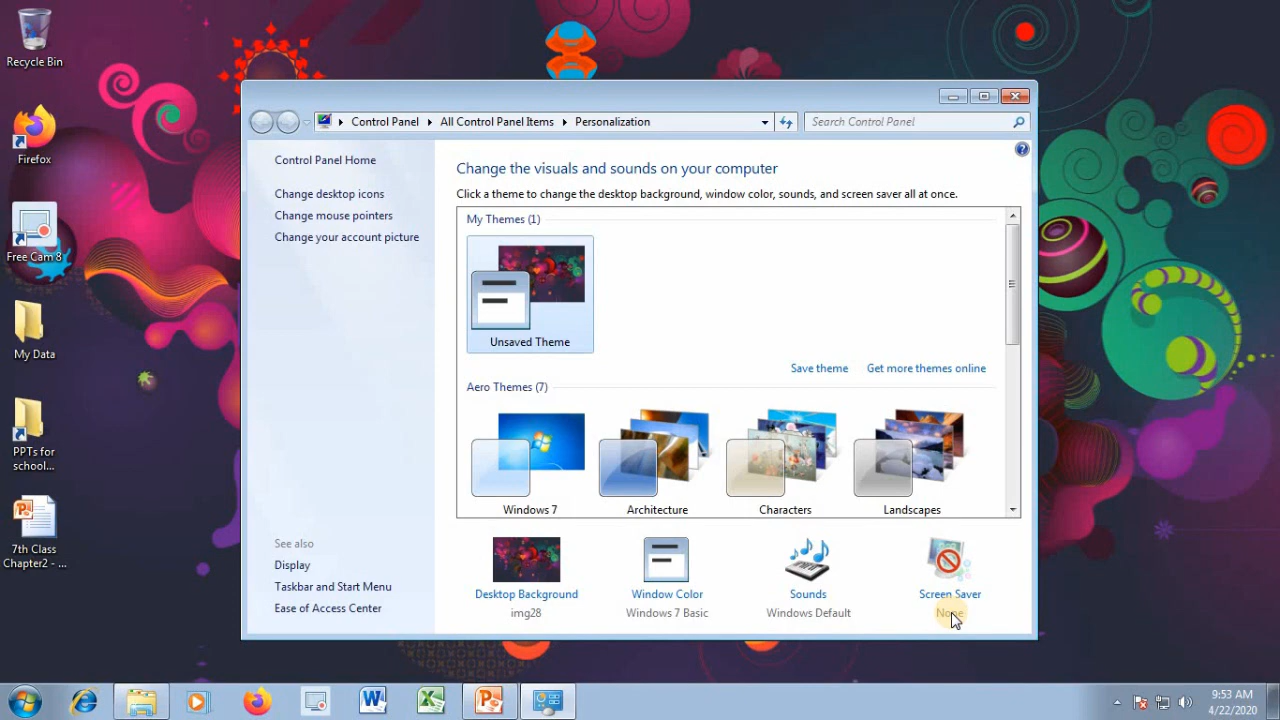 Recycle Bin
Firefox
Free Cam 8
My Data
PPTs for
school...
7th Class
Chapter2 - ...
Control Panel
All Control Panel Items
Personalization
Search Control Panel
Control Panel Home
Change desktop icons
Change mouse pointers
Change your account picture
See also
Display
Taskbar and Start Menu
Ease of Access Center
Change the visuals and sounds on your computer
Click a theme to change the desktop background, window color, sounds, and screen saver all at once.
My Themes (1)
Unsaved Theme
Save theme
Get more themes online
Aero Themes (7)
Windows 7
Architecture
Characters
Landscapes
Desktop Background
img28
Window Color
Windows 7 Basic
Sounds
Windows Default
Screen Saver
None
9:53 AM
4/22/2020